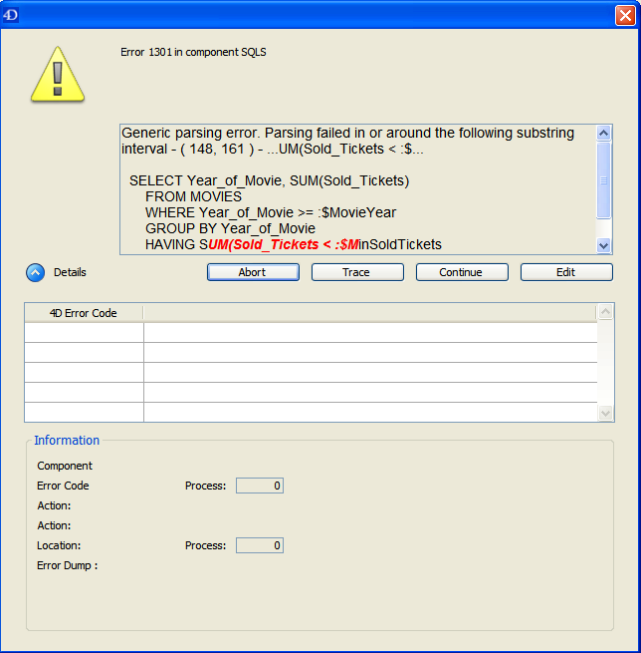 4D
Error 1301 in component SQLS
Generic parsing error. Parsing failed in or around the following substring
interval - ( 148, 161 ) - ...UM(Sold_Tickets < :$...
SELECT Year_of_Movie, SUM(Sold_Tickets)
FROM MOVIES
WHERE Year_of_Movie >= :$MovieYear
GROUP BY Year_of_Movie
HAVING SUM(Sold_Tickets < :$MinSoldTickets
Details Abort Trace Continue Edit
4D Error Code
Information
Component
Error Code Process: 0
Action:
Action:
Location: Process: 0
Error Dump :